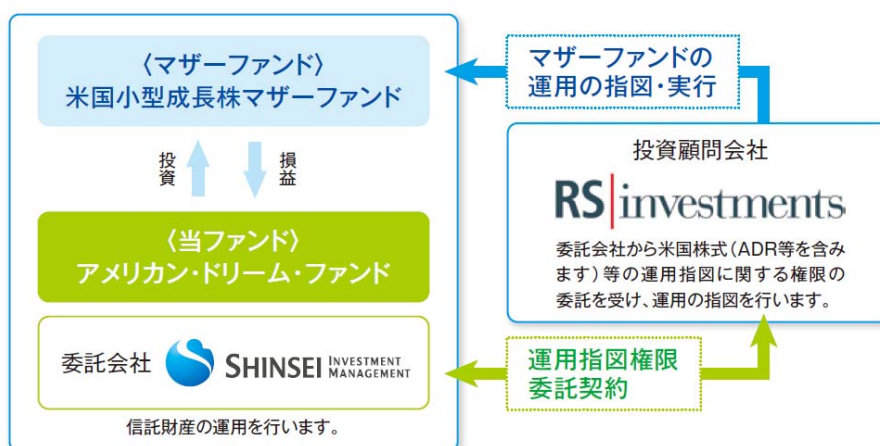 〈マザーファンド〉
米国小型成長株マザーファンド
投資
損益
〈当ファンド〉
アメリカン・ドリーム・ファンド
委託会社
SHINSEI INVESTMENT
MANAGEMENT
信託財産の運用を行います。
マザーファンドの
運用の指図・実行
投資顧問会社
RS investments
委託会社から米国株式(ADR等を含み
ます)等の運用指図に関する権限の
委託を受け、運用の指図を行います。
運用指図権限
委託契約